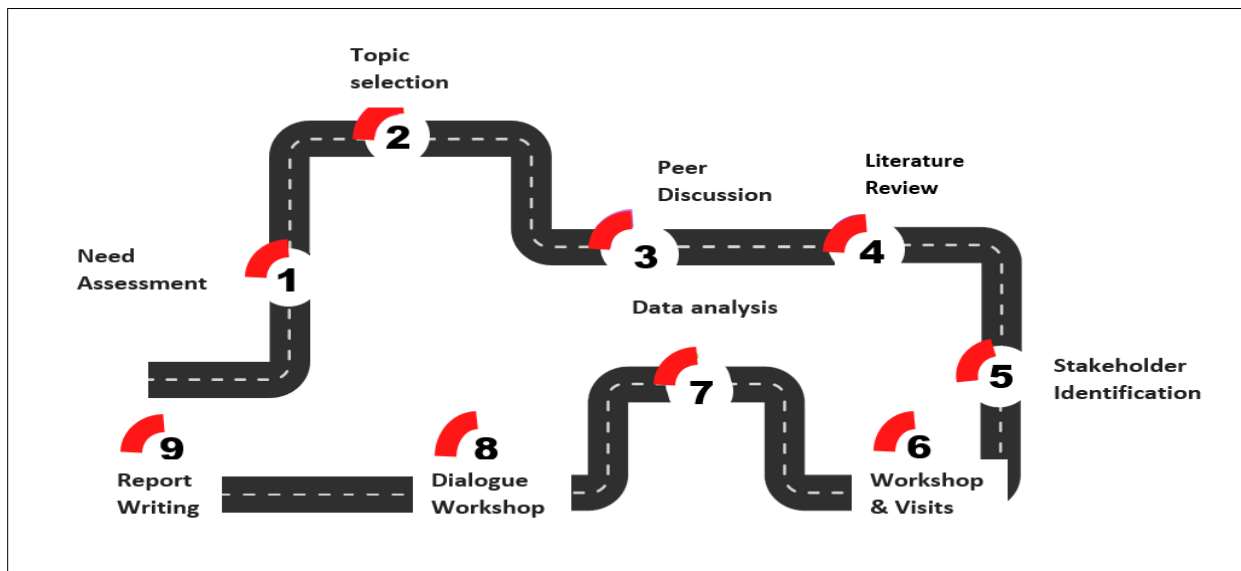 Need
Assessment
1
Topic
selection
2
Peer
Discussion
3
Literature
Review
4
Stakeholder
Identification
5
6
Workshop
& Visits
Data analysis
7
8
Dialogue
Workshop
9
Report
Writing